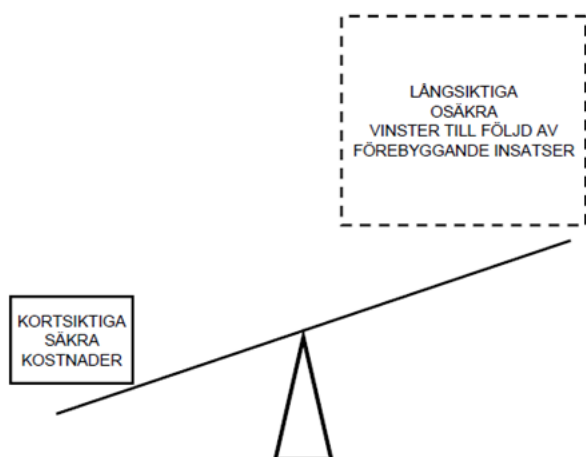 LÅNGSIKTIGA
OSÄKRA
VINSTER TILL FÖLJD AV
FÖREBYGGANDE INSATSER
KORTSIKTIGA
SÄKRA
KOSTNADER